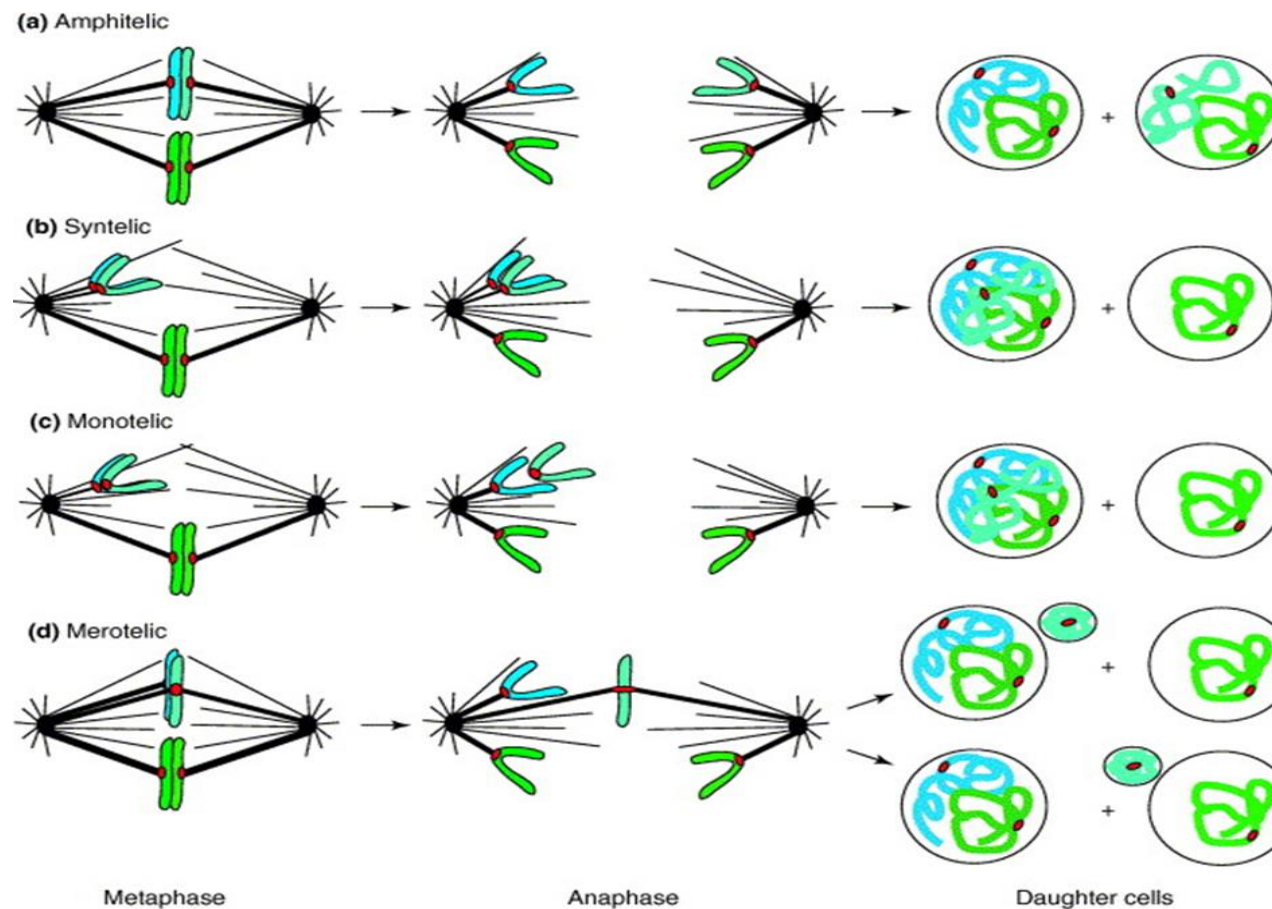 (a) Amphitelic
+
(b) Syntelic
+
(c) Monotelic
+
(d) Merotelic
+
+
Metaphase Anaphase Daughter cells